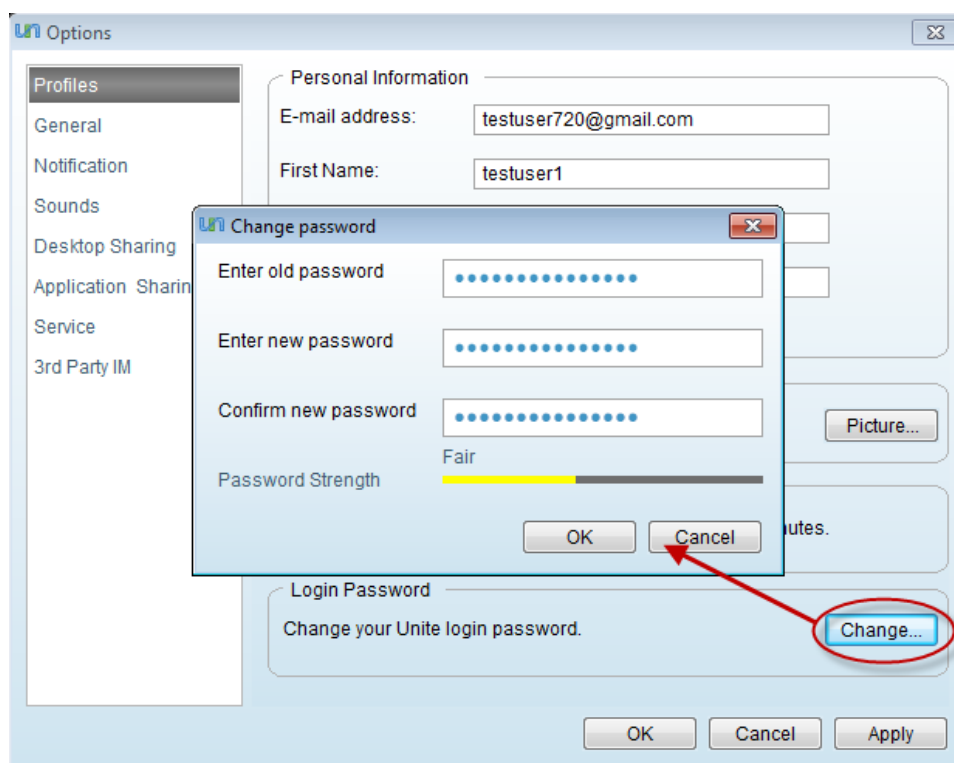 Options
Profiles
General
Notification
Sounds
Desktop Sharing
Application Sharin
Service
3rd Party IM
Personal Information
E-mail address:
testuser720@gmail.com
First Name:
testuser1
Change password
Enter old password
Enter new password
Confirm new password
Password Strength
Fair
OK
Cancel
Picture...
utes.
Login Password
Change your Unite login password.
Change...
OK
Cancel
Apply